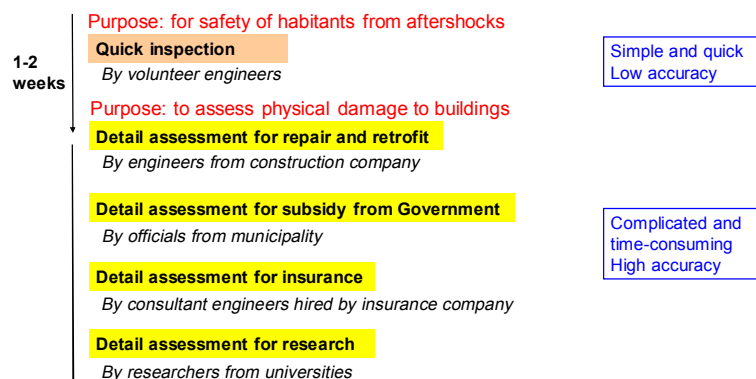 Purpose: for safety of habitants from aftershocks
Quick inspection
By volunteer engineers
1-2
weeks
Simple and quick
Low accuracy
Purpose: to assess physical damage to buildings
Detail assessment for repair and retrofit
By engineers from construction company
Detail assessment for subsidy from Government
By officials from municipality
Complicated and
time-consuming
High accuracy
Detail assessment for insurance
By consultant engineers hired by insurance company
Detail assessment for research
By researchers from universities